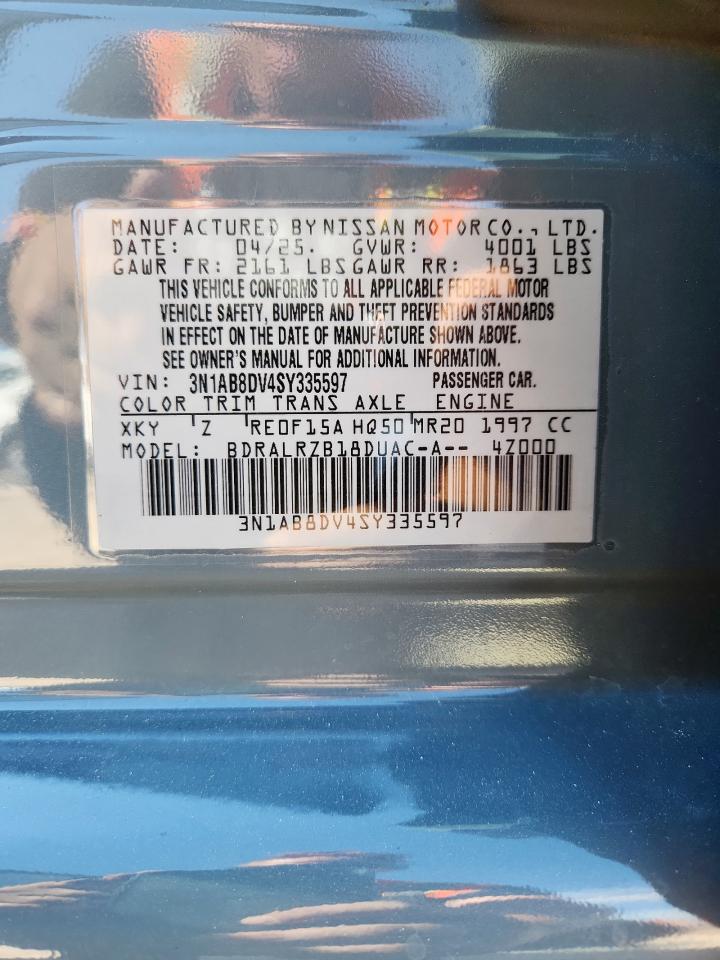 MANUFACTURED BY NISSAN MOTOR CO., LTD.
DATE: 04/25. GVWR: 4001 LBS
GAWR FR: 2161 LBS GAWR RR: 1863 LBS
THIS VEHICLE CONFORMS TO ALL APPLICABLE FEDERAL MOTOR
VEHICLE SAFETY, BUMPER AND THEFT PREVENTION STANDARDS
IN EFFECT ON THE DATE OF MANUFACTURE SHOWN ABOVE.
SEE OWNER'S MANUAL FOR ADDITIONAL INFORMATION.
VIN: 3N1AB8DV4SY335597 PASSENGER CAR.
COLOR TRIM TRANS AXLE ENGINE
XKY Z RE0F15A HQ50 MR20 1997 CC
MODEL: BDRALRZB18DUAC-A-- 4Z000
3N1AB8DV4SY335597